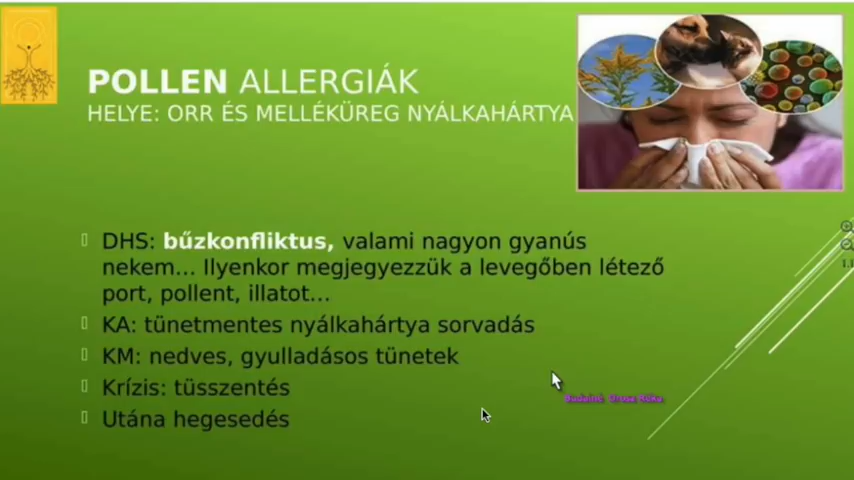 POLLEN ALLERGIÁK
HELYE: ORR ÉS MELLÉKÜREG NYÁLKAHÁRTYA
DHS: bűzkonfliktus, valami nagyon gyanús
nekem... Ilyenkor megjegyezzük a levegőben létező
port, pollent, illatot...
KA: tünetmentes nyálkahártya sorvadás
KM: nedves, gyulladásos tünetek
Krízis: tüsszentés
Utána hegesedés